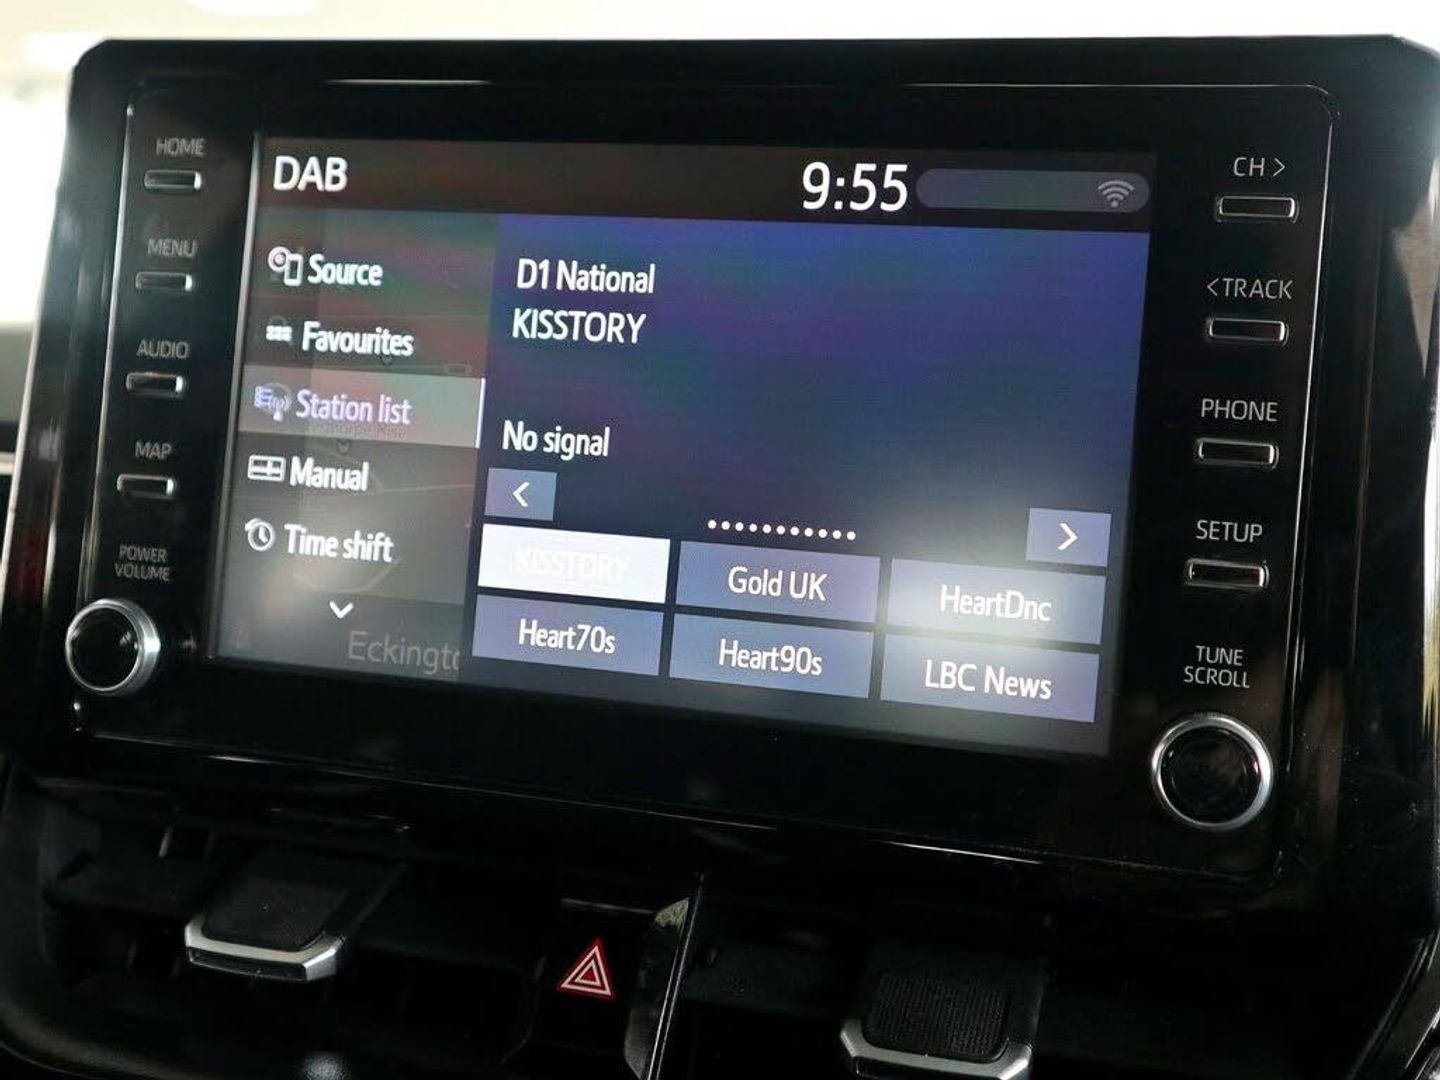 HOME
MENU
AUDIO
MAP
POWER
VOLUME
DAB
9:55
Source
Favourites
Station list
Manual
Time shift
Eckingt
D1 National
KISSTORY
No signal
KISSTORY
Gold UK
HeartDnc
Heart70s
Heart90s
LBC News
CH >
<TRACK
PHONE
SETUP
TUNE
SCROLL